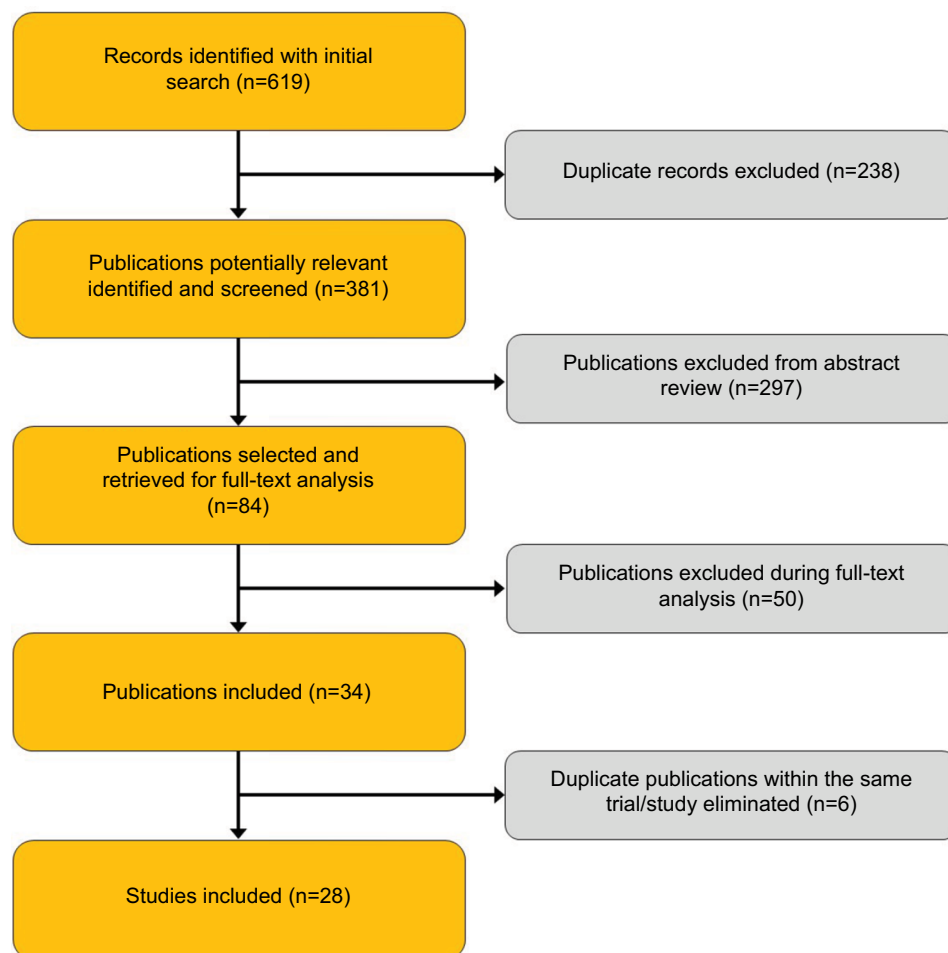 Records identified with initial
search (n=619)
Duplicate records excluded (n=238)
Publications potentially relevant
identified and screened (n=381)
Publications excluded from abstract
review (n=297)
Publications selected and
retrieved for full-text analysis
(n=84)
Publications excluded during full-text
analysis (n=50)
Publications included (n=34)
Duplicate publications within the same
trial/study eliminated (n=6)
Studies included (n=28)